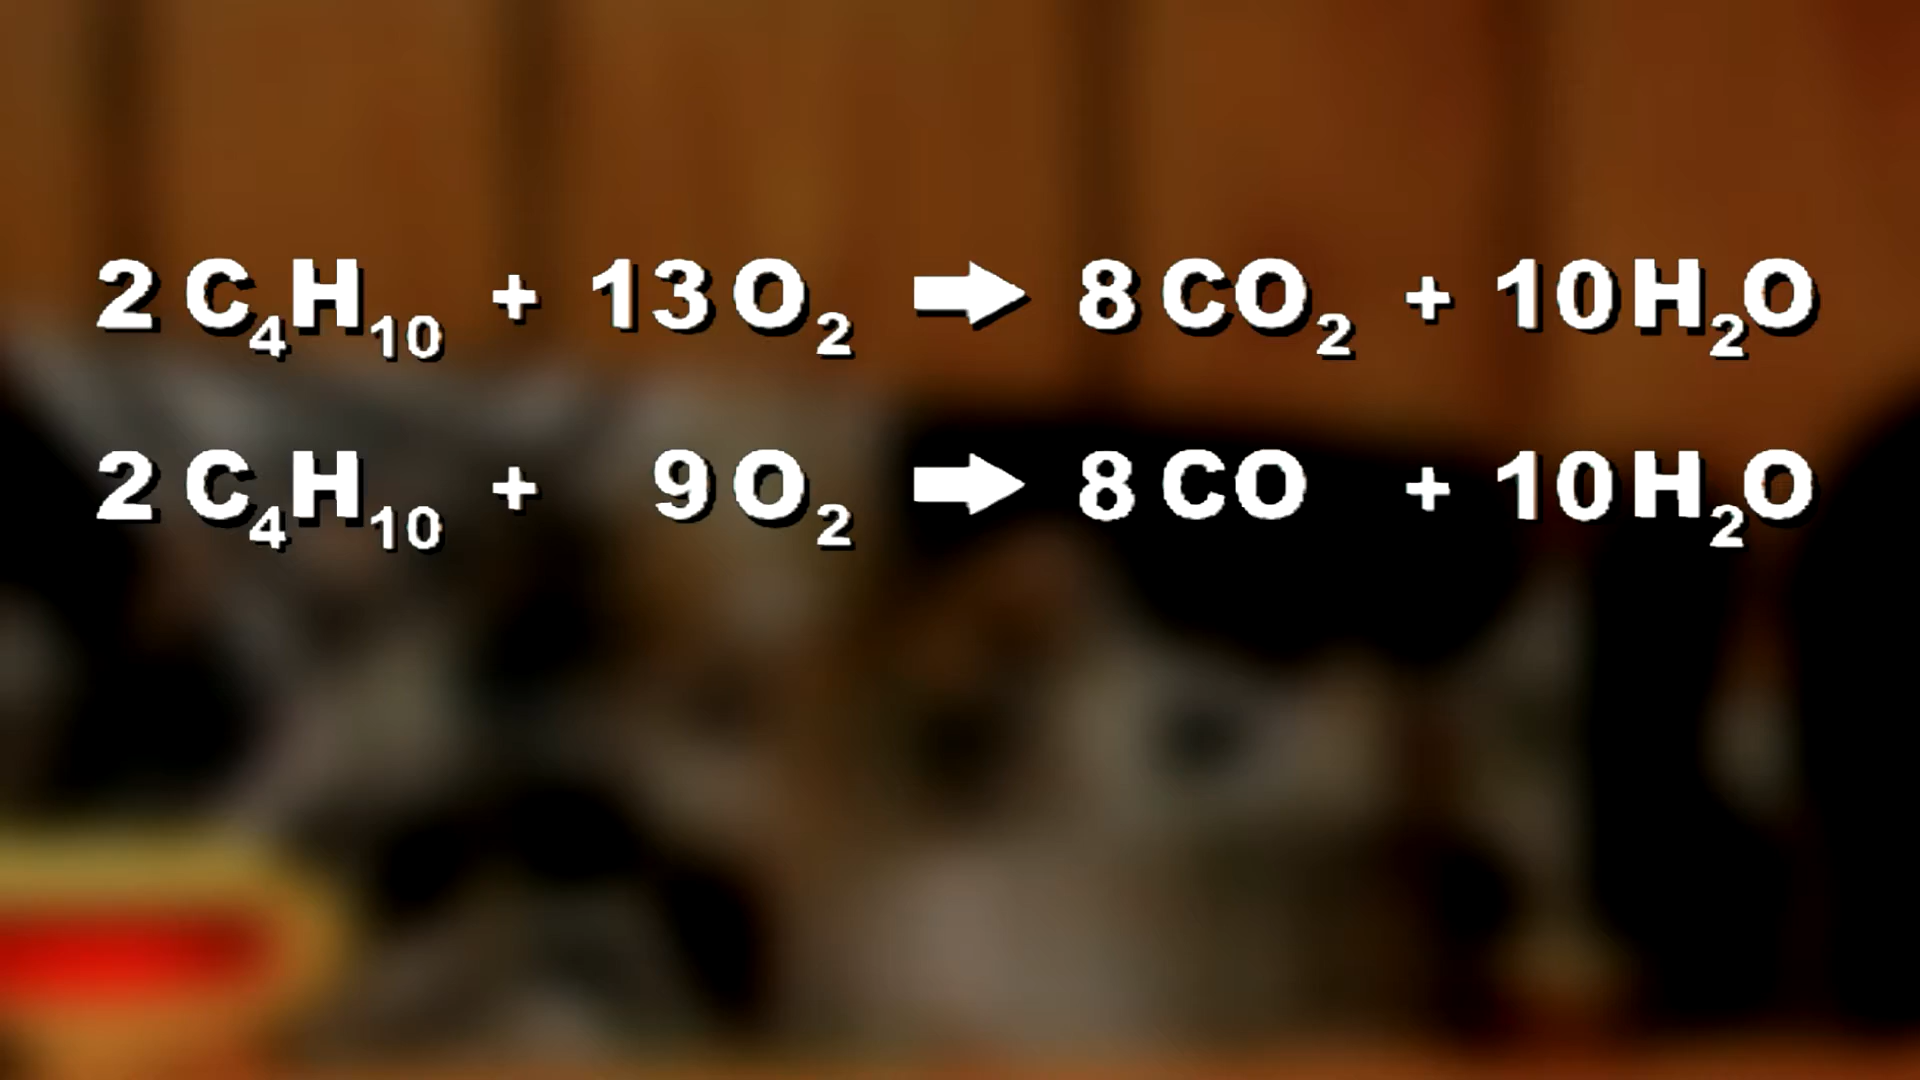 2 C₄H₁₀ + 13 O₂ → 8 CO₂ + 10 H₂O
2 C₄H₁₀ + 9 O₂ → 8 CO + 10 H₂O